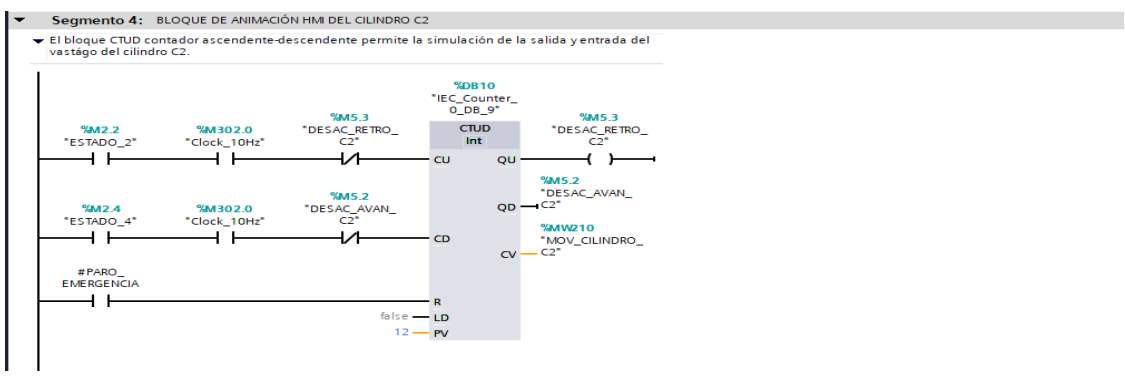 Segmento 4: BLOQUE DE ANIMACIÓN HMI DEL CILINDRO C2
El bloque CTUD contador ascendente-descendente permite la simulación de la salida y entrada del
vastágo del cilindro C2.
%DB10
"IEC_Counter_
0_DB_9"
CTUD
Int
%M2.2
"ESTADO_2"
%M302.0
"Clock_10Hz"
%M5.3
"DESAC_RETRO_
C2"
CU
QU
%M5.3
"DESAC_RETRO_
C2"
%M5.2
"DESAC_AVAN_
C2"
QD
%M2.4
"ESTADO_4"
%M302.0
"Clock_10Hz"
%M5.2
"DESAC_AVAN_
C2"
CD
%MW210
"MOV_CILINDRO_
C2"
CV
#PARO_
EMERGENCIA
R
false
LD
12
PV